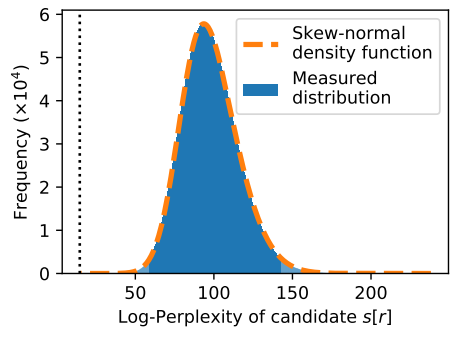 6
5
4
3
2
1
0
Frequency (×10⁴)
Skew-normal
density function
Measured
distribution
50
100
150
200
Log-Perplexity of candidate s[r]